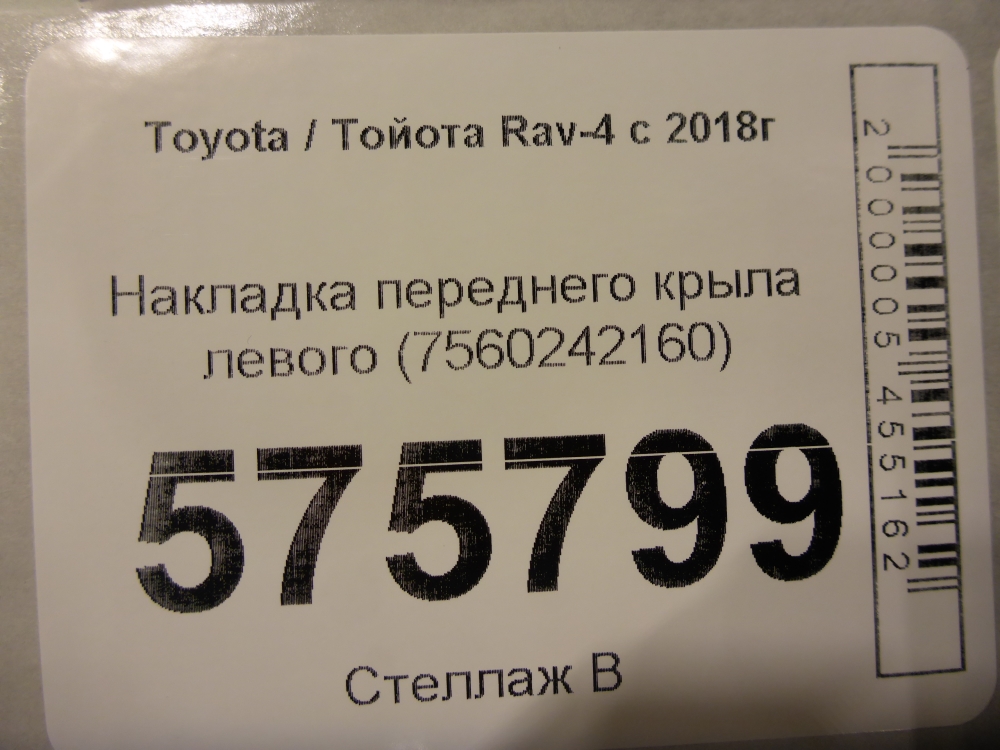 Toyota / Тойота Rav-4 с 2018г
Накладка переднего крыла
левого (7560242160)
575799
Стеллаж В
2000005455162